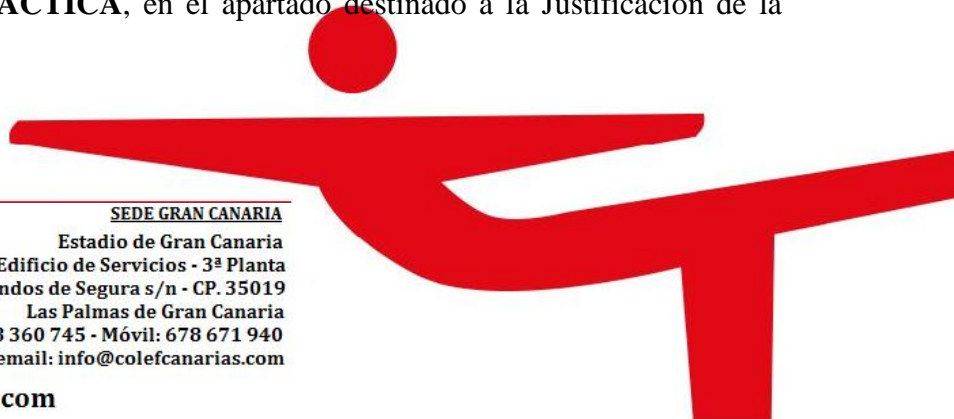 ÁCTICA, en el apartado destinado a la Justificación de la
SEDE GRAN CANARIA
Estadio de Gran Canaria
Edificio de Servicios - 3ª Planta
ndos de Segura s/n - CP. 35019
Las Palmas de Gran Canaria
360 745 - Móvil: 678 671 940
email: info@colefcanarias.com
com